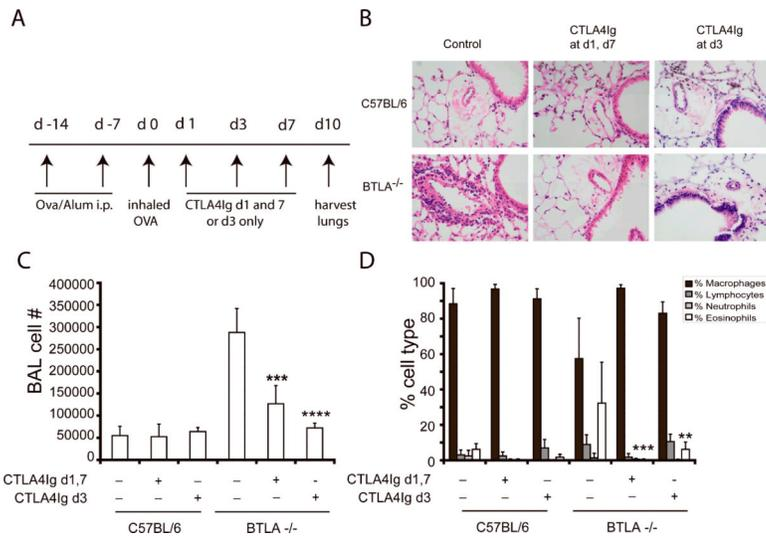 A
d -14 d -7 d 0 d 1 d3 d7 d10
Ova/Alum i.p.
inhaled
OVA
CTLA4Ig d1 and 7
or d3 only
harvest
lungs
B
Control
CTLA4Ig
at d1, d7
CTLA4Ig
at d3
C57BL/6
BTLA-/-
C
BAL cell #
400000
350000
300000
250000
200000
150000
100000
50000
0
***
****
CTLA4Ig d1,7 – + – – + –
CTLA4Ig d3 – – + – – +
C57BL/6 BTLA -/-
D
% cell type
100
80
60
40
20
0
% Macrophages
% Lymphocytes
% Neutrophils
% Eosinophils
***
**
CTLA4Ig d1,7 – + – – + –
CTLA4Ig d3 – – + – – +
C57BL/6 BTLA -/-